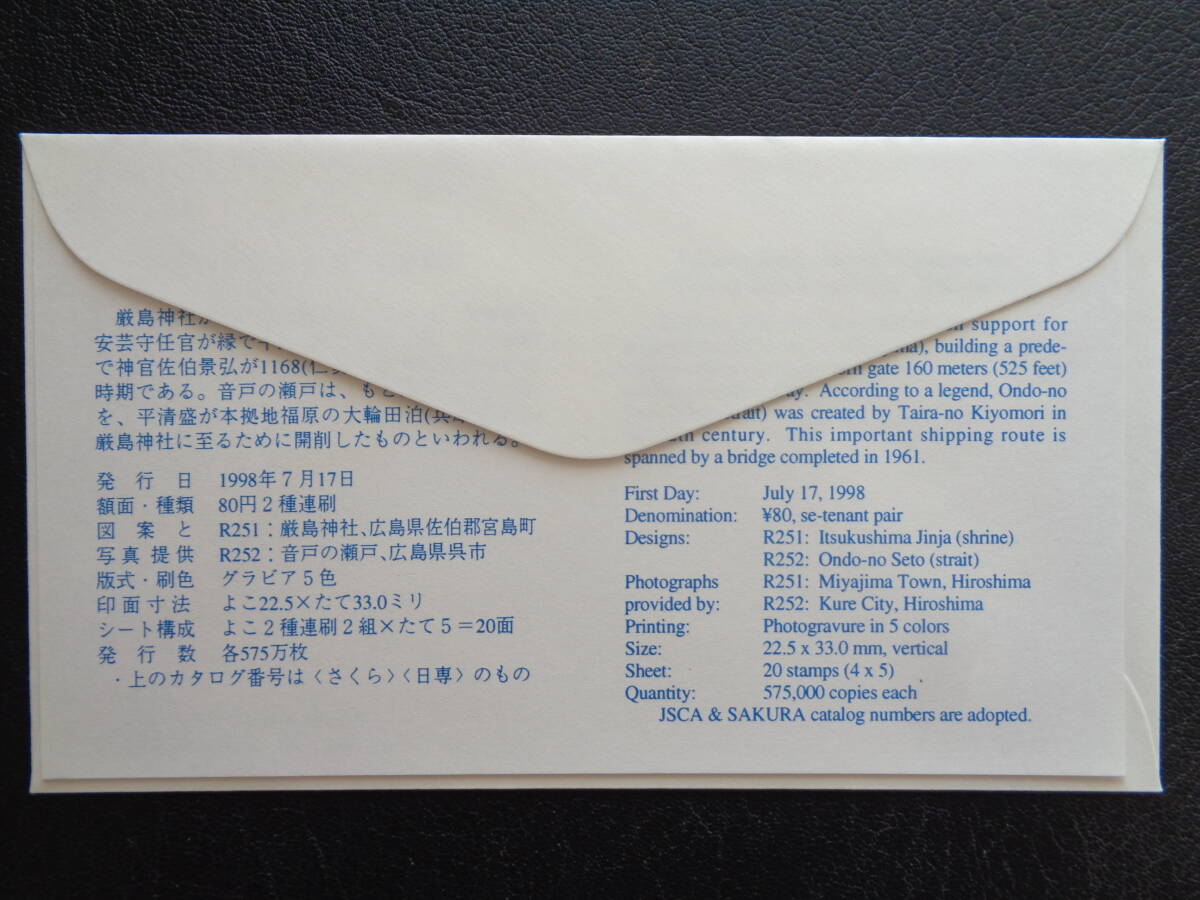 厳島神社が
安芸守任官が縁で
で神官佐伯景弘が1168(仁
時期である。音戸の瀬戸は、もと
を、平清盛が本拠地福原の大輪田泊(兵
厳島神社に至るために開削したものといわれる。
発行日 1998年7月17日
額面・種類 80円2種連刷
図案と R251:厳島神社、広島県佐伯郡宮島町
写真提供 R252:音戸の瀬戸、広島県呉市
版式・刷色 グラビア5色
印面寸法 よこ22.5×たて33.0ミリ
シート構成 よこ2種連刷2組×たて5=20面
発行数 各575万枚
・上のカタログ番号は〈さくら〉〈日専〉のもの
support for
building a prede-
gate 160 meters (525 feet)
According to a legend, Ondo-no
was created by Taira-no Kiyomori in
century. This important shipping route is
spanned by a bridge completed in 1961.
First Day: July 17, 1998
Denomination: ¥80, se-tenant pair
Designs: R251: Itsukushima Jinja (shrine)
R252: Ondo-no Seto (strait)
Photographs R251: Miyajima Town, Hiroshima
provided by: R252: Kure City, Hiroshima
Printing: Photogravure in 5 colors
Size: 22.5 x 33.0 mm, vertical
Sheet: 20 stamps (4 x 5)
Quantity: 575,000 copies each
JSCA & SAKURA catalog numbers are adopted.